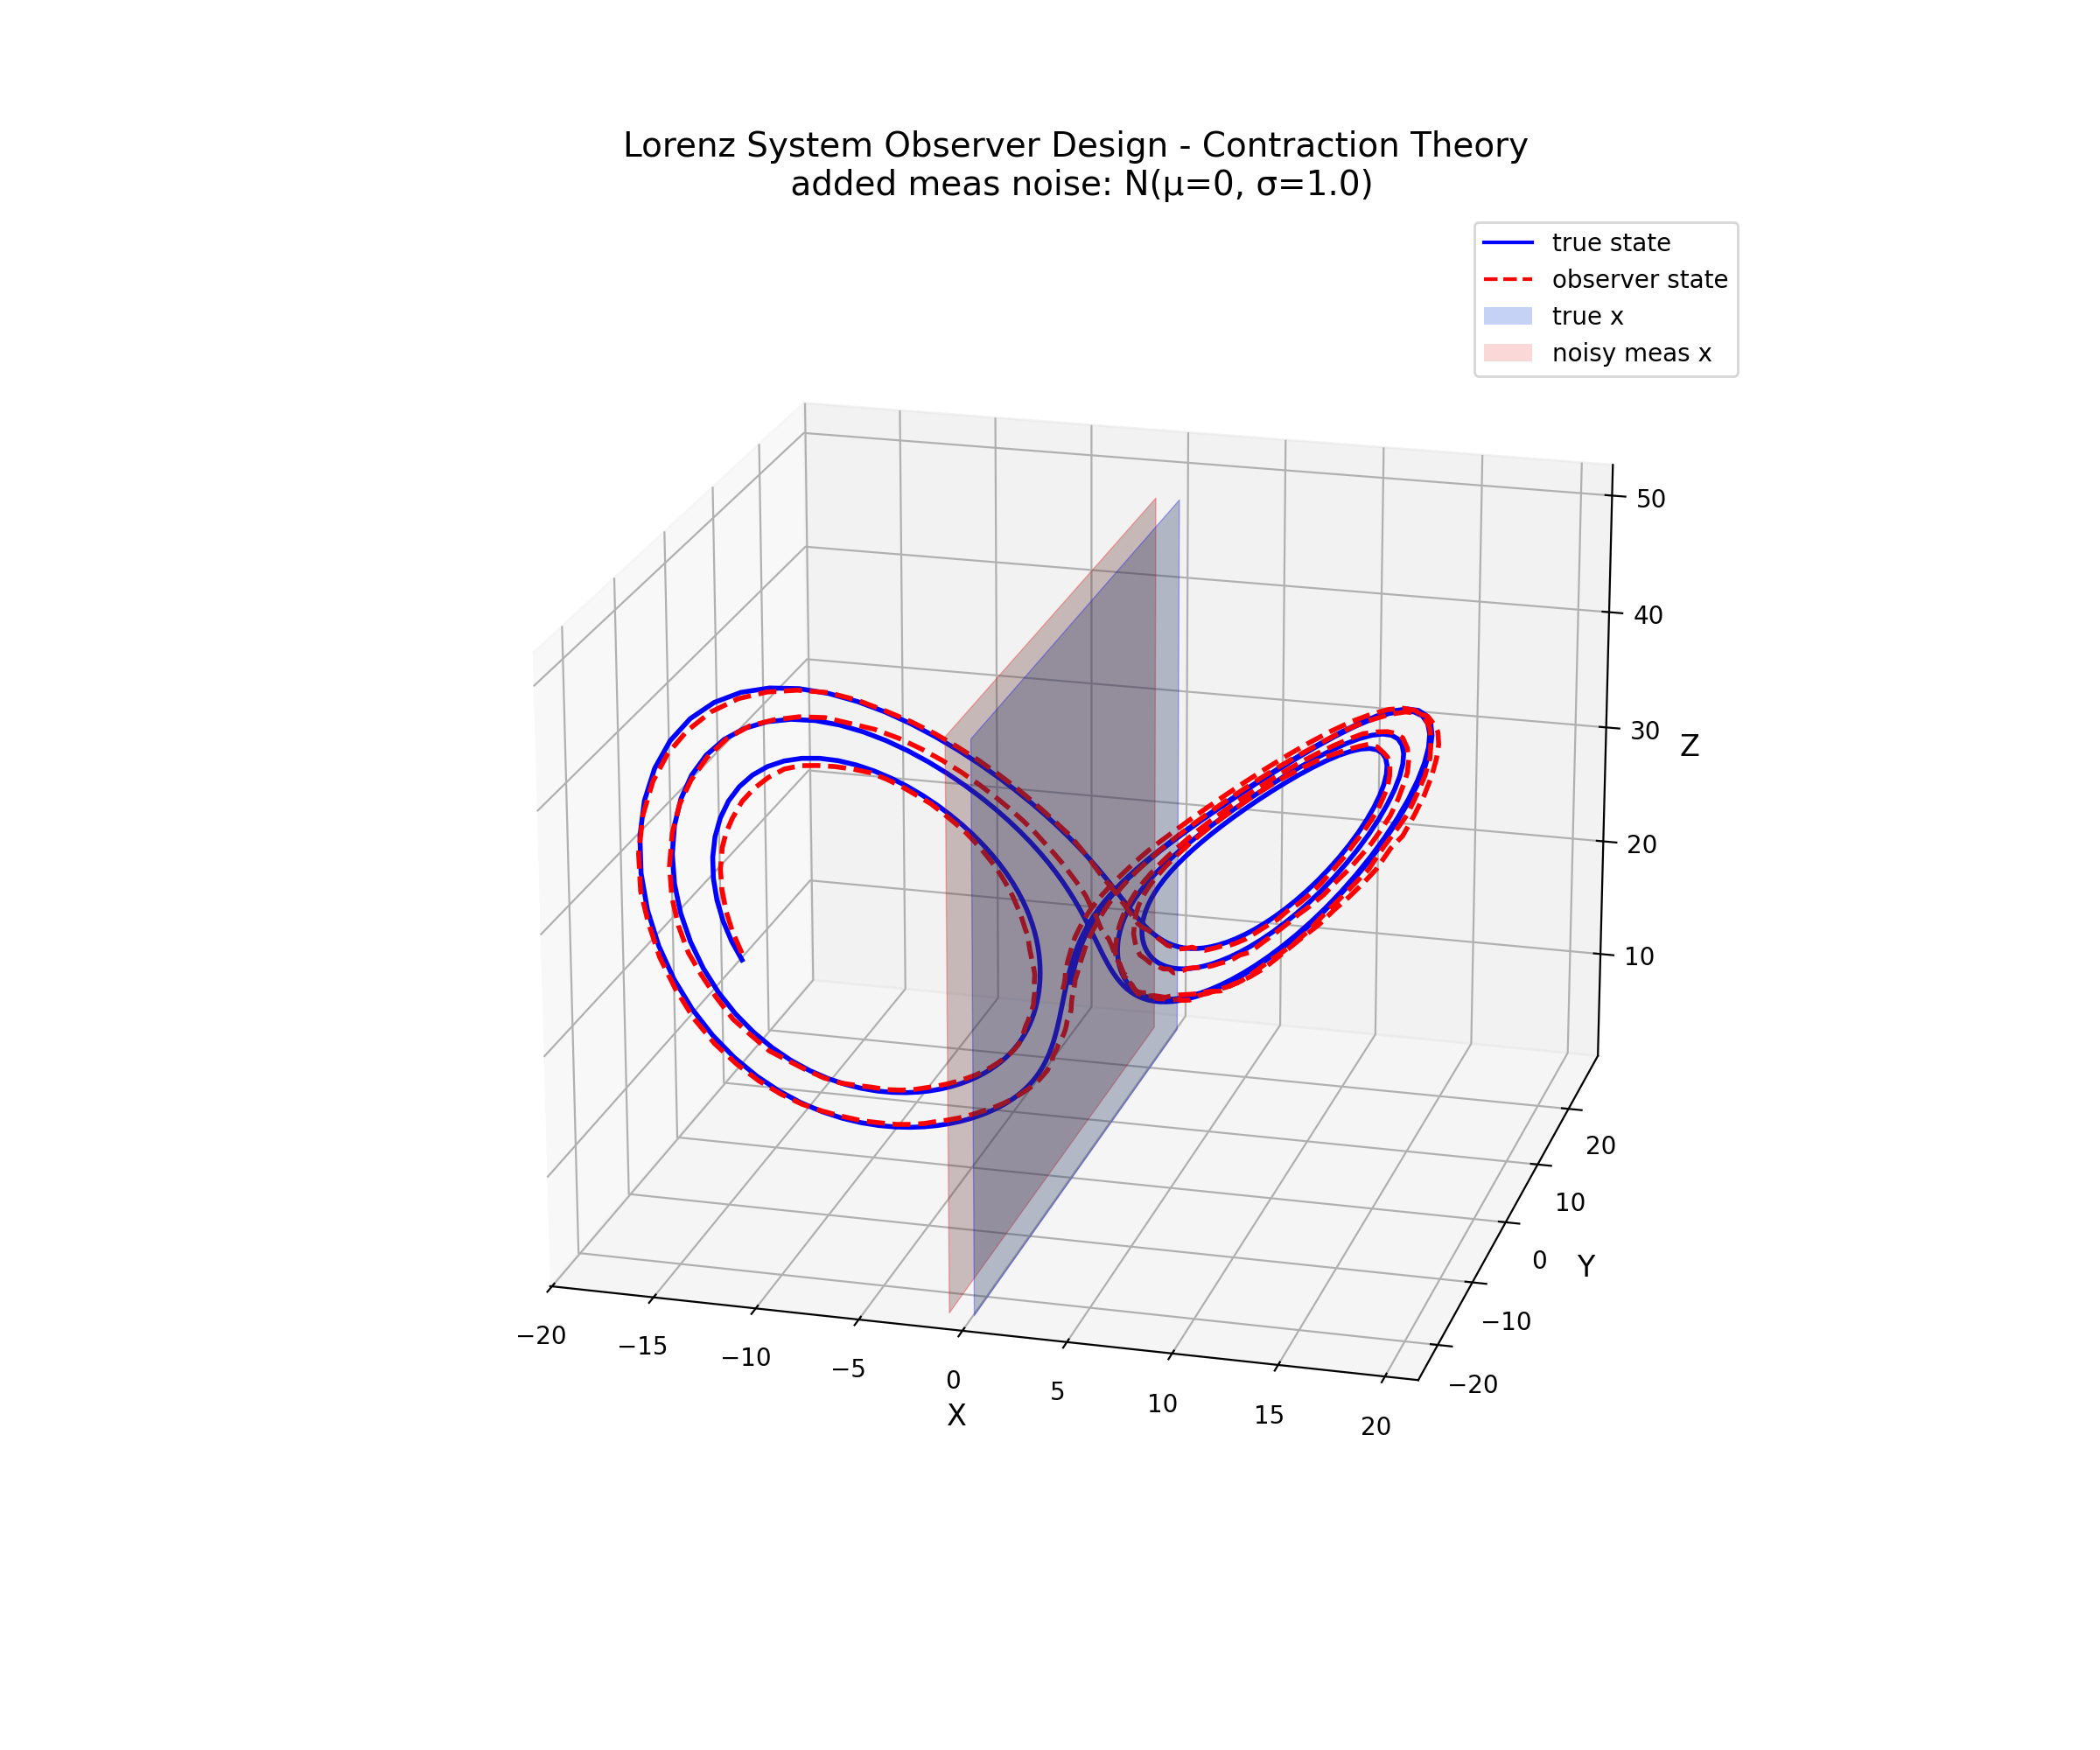 Lorenz System Observer Design - Contraction Theory
added meas noise: N(μ=0, σ=1.0)
true state
observer state
true x
noisy meas x
50
40
30
Z
20
10
20
10
0
Y
−10
−20
−20
−15
−10
−5
0
5
10
15
20
X